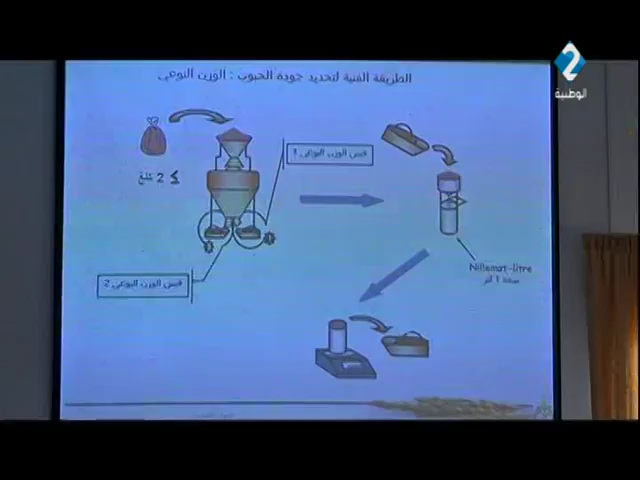 الطريقة الفنية لتحديد جودة الحبوب : الوزن النوعي
2
الوطنية
قيس الوزن النوعي 1
≥ 2 كلغ
Nillemat-litre
سعة 1 لتر
قيس الوزن النوعي 2